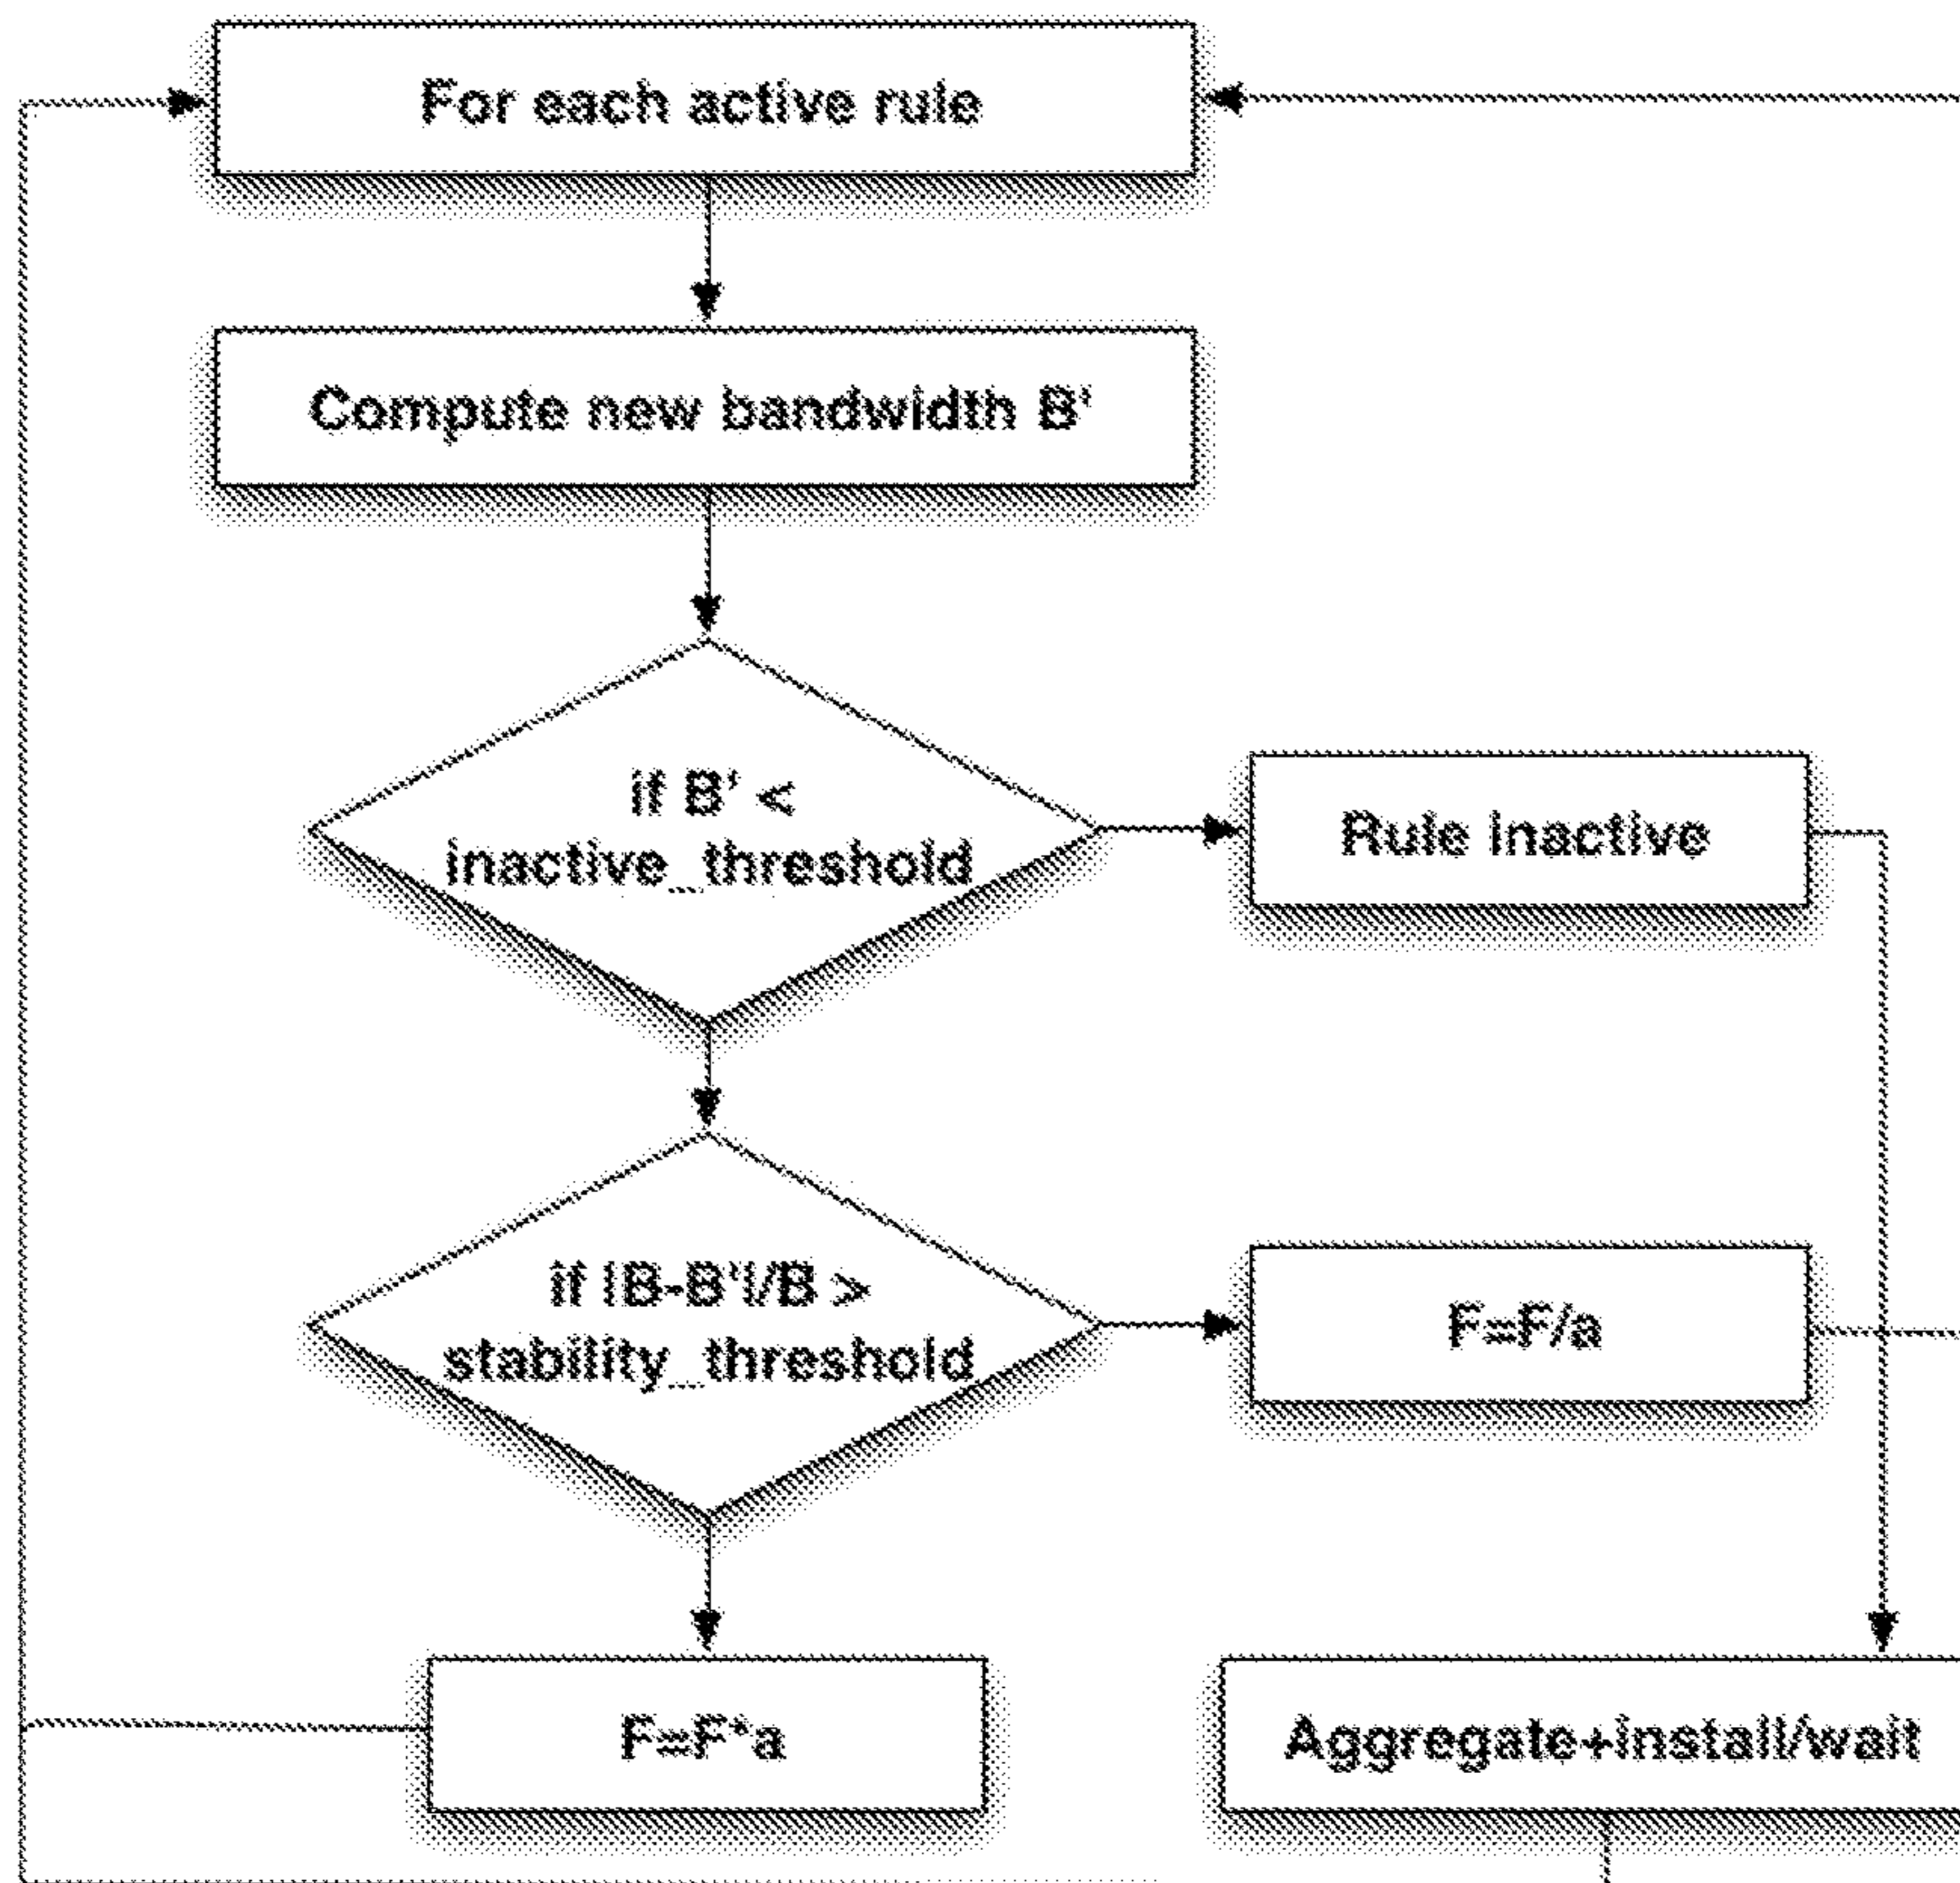 For each active rule
Compute new bandwidth B'
if B' <
inactive_threshold
Rule inactive
if |B-B'|/B >
stability_threshold
F=F/a
F=F*a
Aggregate+install/wait